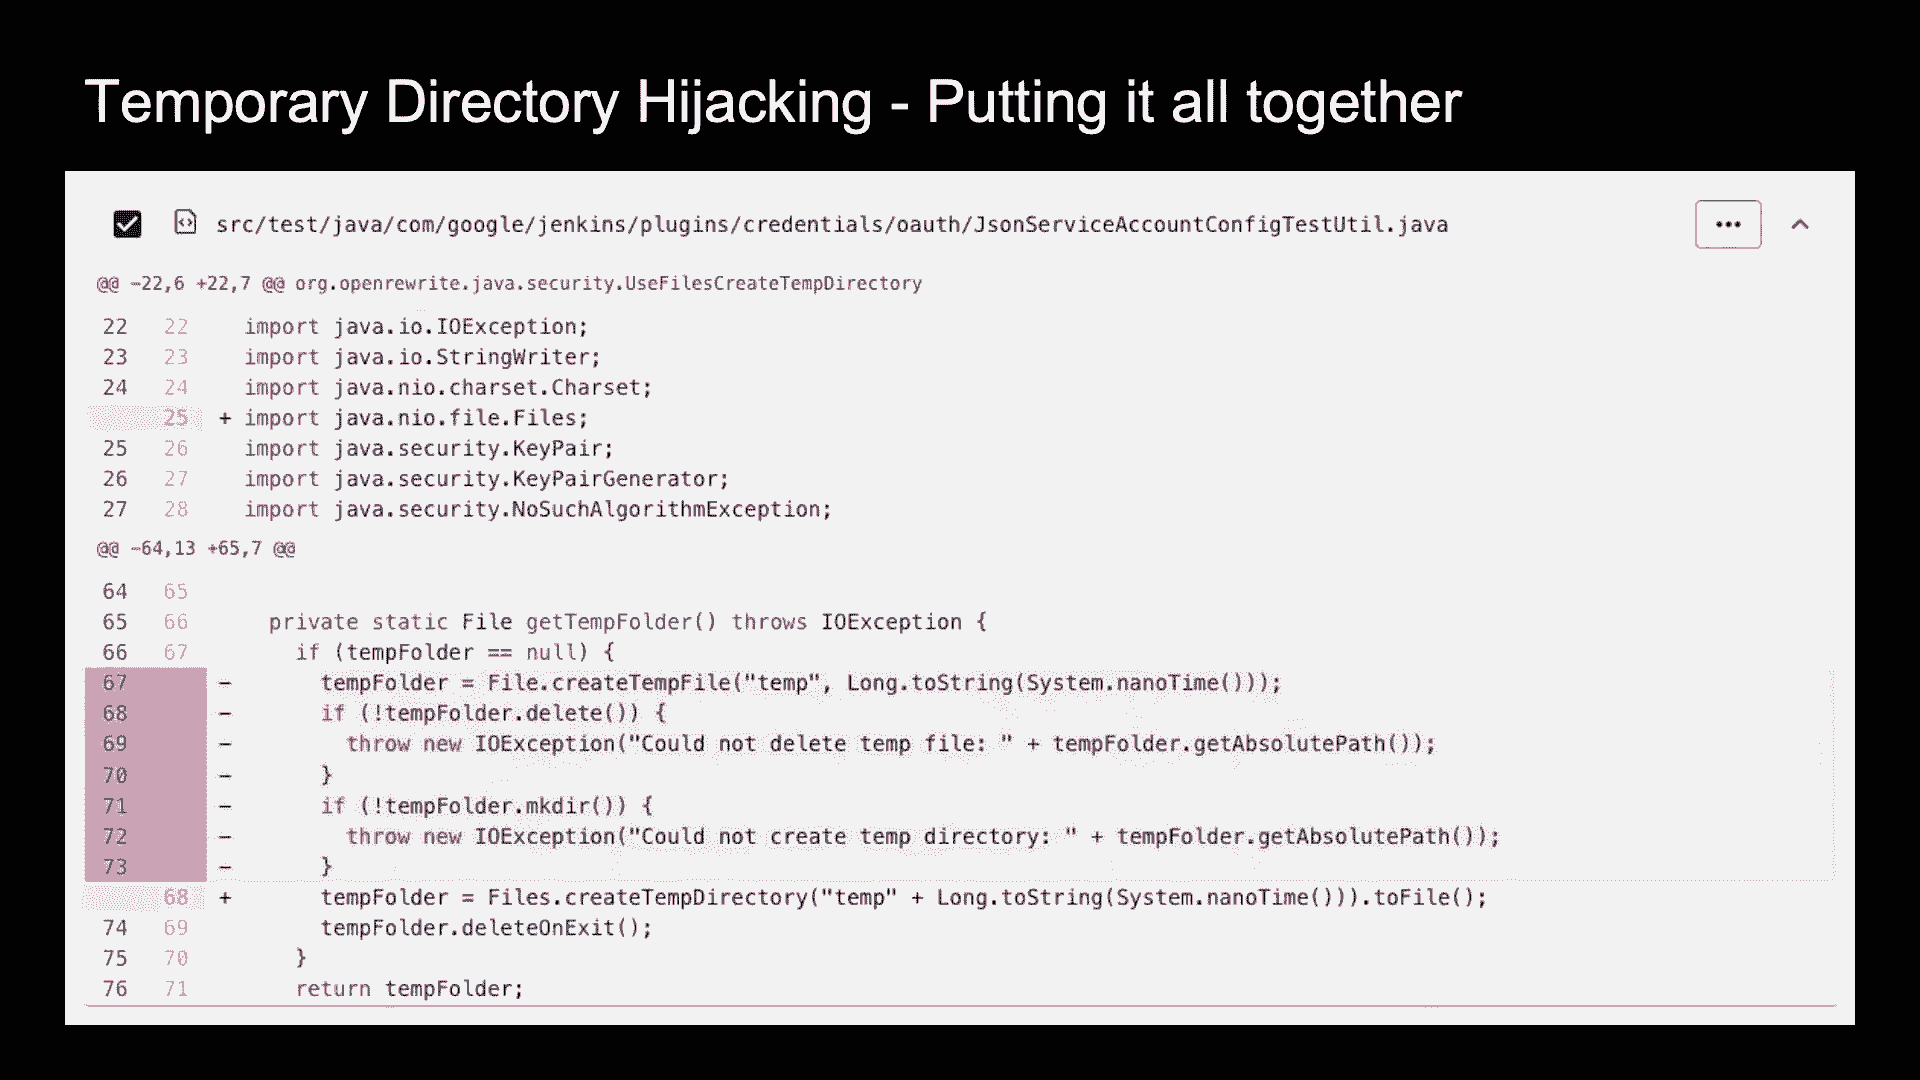 Temporary Directory Hijacking - Putting it all together
src/test/java/com/google/jenkins/plugins/credentials/oauth/JsonServiceAccountConfigTestUtil.java
@@ -22,6 +22,7 @@ org.openrewrite.java.security.UseFilesCreateTempDirectory
22 22 import java.io.IOException;
23 23 import java.io.StringWriter;
24 24 import java.nio.charset.Charset;
25 + import java.nio.file.Files;
25 26 import java.security.KeyPair;
26 27 import java.security.KeyPairGenerator;
27 28 import java.security.NoSuchAlgorithmException;
@@ -64,13 +65,7 @@
64 65
65 66 private static File getTempFolder() throws IOException {
66 67 if (tempFolder == null) {
67 - tempFolder = File.createTempFile("temp", Long.toString(System.nanoTime()));
68 - if (!tempFolder.delete()) {
69 - throw new IOException("Could not delete temp file: " + tempFolder.getAbsolutePath());
70 - }
71 - if (!tempFolder.mkdir()) {
72 - throw new IOException("Could not create temp directory: " + tempFolder.getAbsolutePath());
73 - }
68 + tempFolder = Files.createTempDirectory("temp" + Long.toString(System.nanoTime())).toFile();
74 69 tempFolder.deleteOnExit();
75 70 }
76 71 return tempFolder;